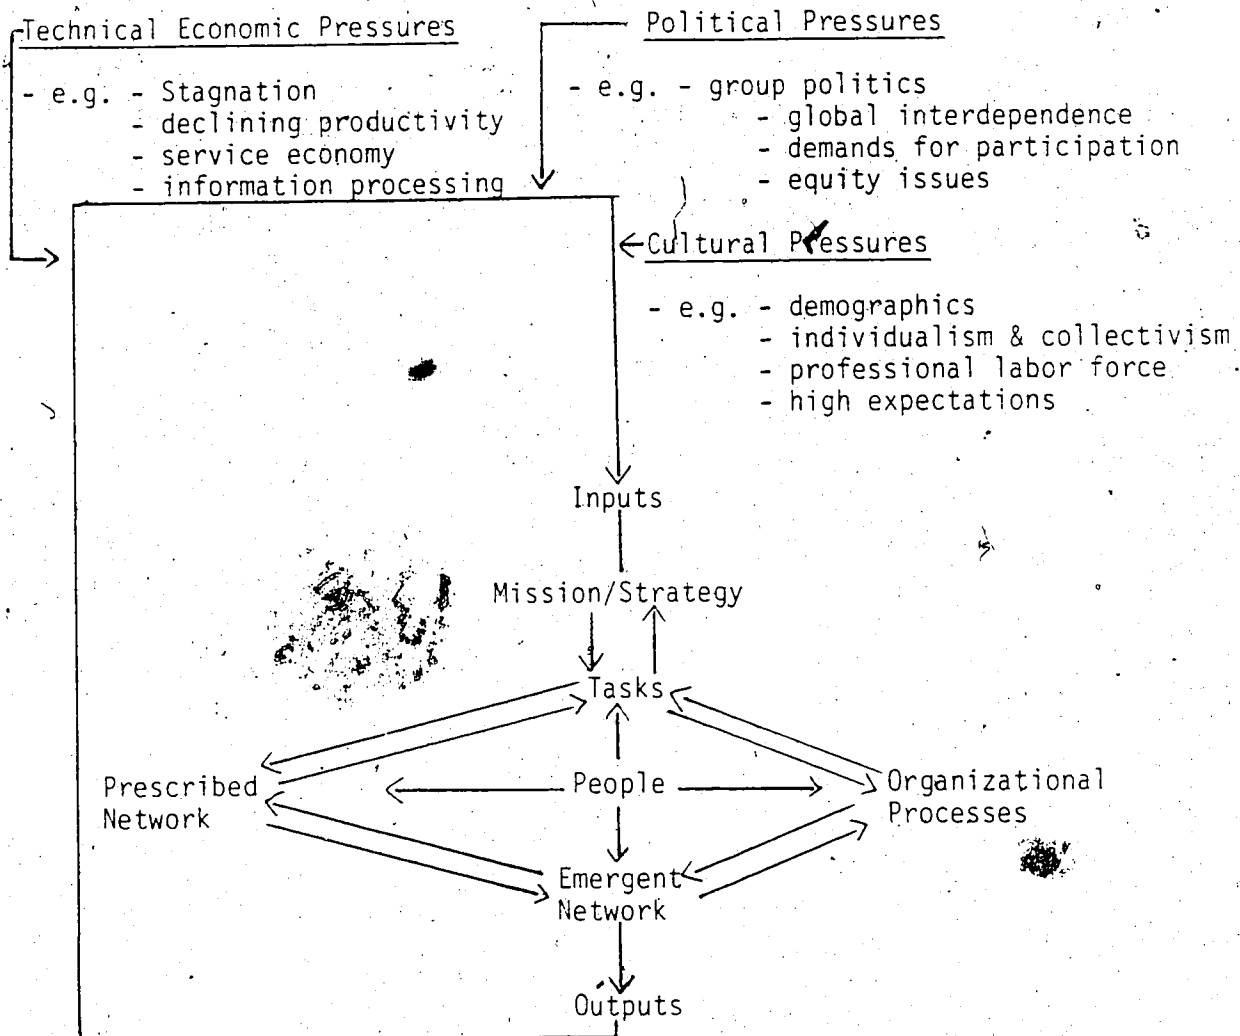 Technical Economic Pressures
- e.g. - Stagnation
- declining productivity
- service economy
- information processing
Political Pressures
- e.g. - group politics
- global interdependence
- demands for participation
- equity issues
Cultural Pressures
- e.g. - demographics
- individualism & collectivism
- professional labor force
- high expectations
Inputs
Mission/Strategy
Tasks
Prescribed
Network
People
Organizational
Processes
Emergent
Network
Outputs